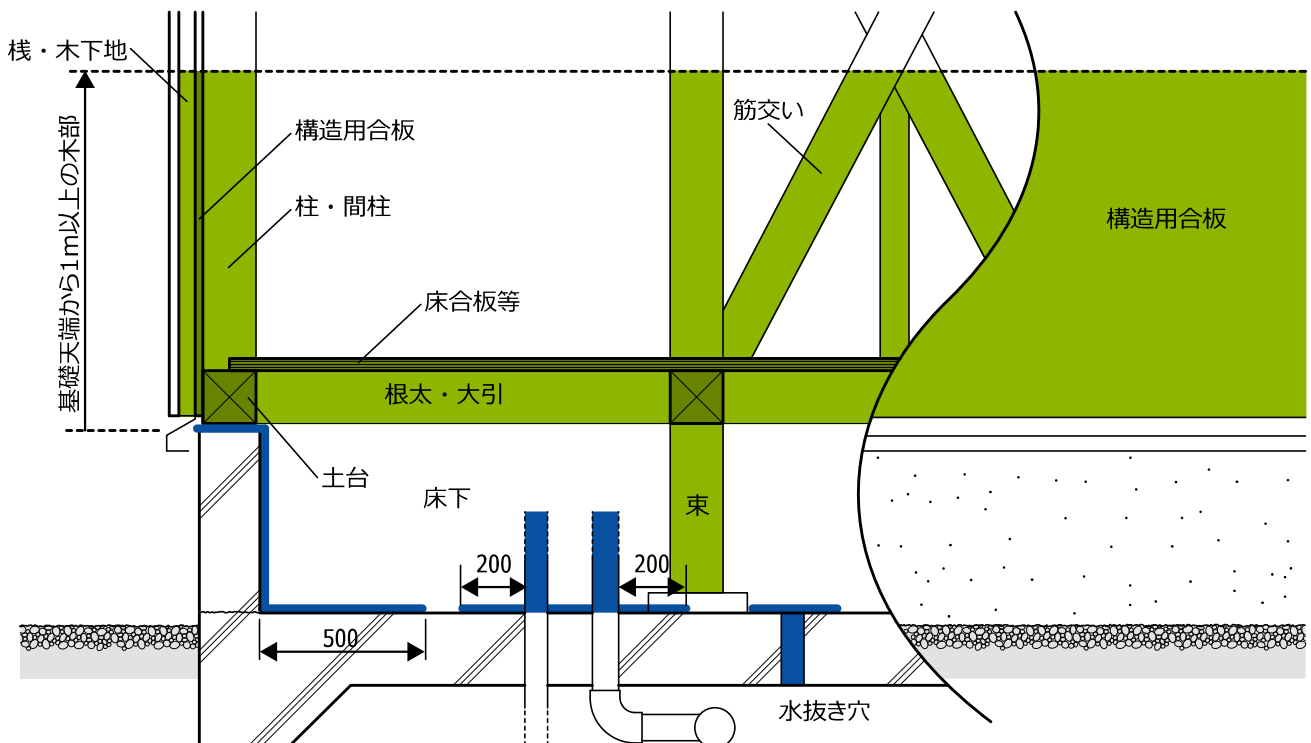 桟・木下地
基礎天端から1m以上の木部
構造用合板
柱・間柱
筋交い
構造用合板
床合板等
根太・大引
土台
床下
束
200
200
500
水抜き穴